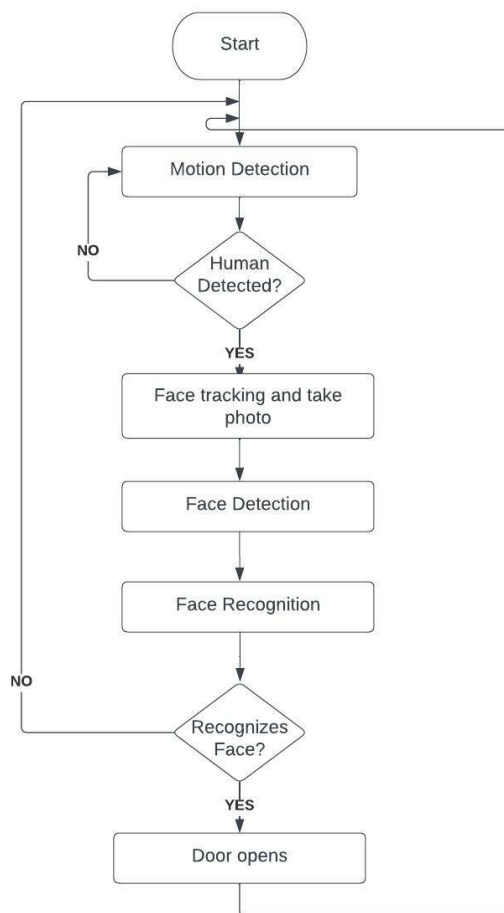 Start
Motion Detection
Human
Detected?
NO
YES
Face tracking and take
photo
Face Detection
Face Recognition
Recognizes
Face?
NO
YES
Door opens